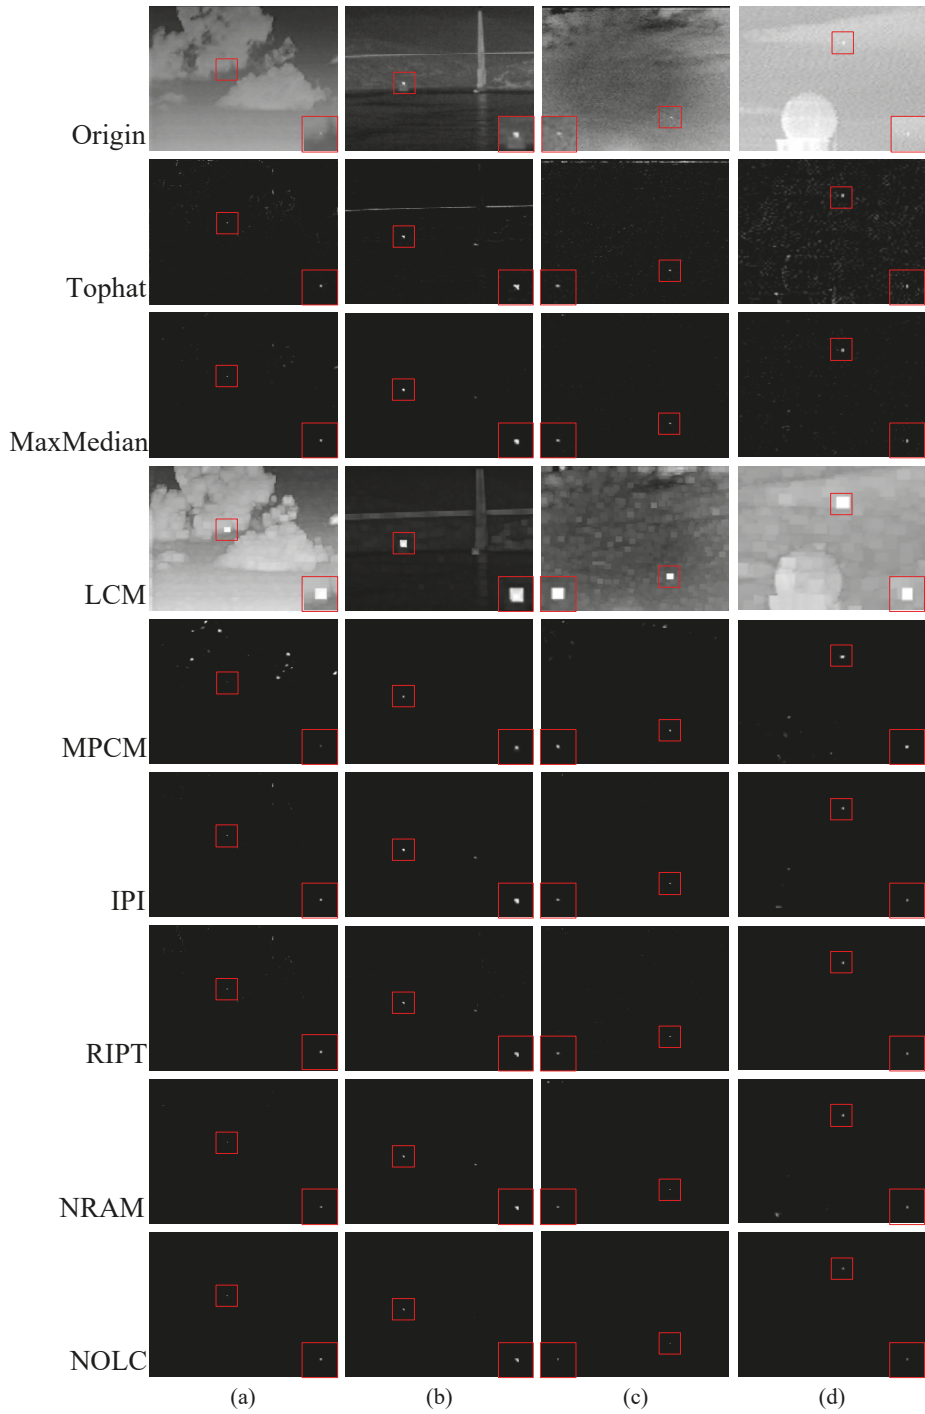 Origin
Tophat
MaxMedian
LCM
MPCM
IPI
RIPT
NRAM
NOLC
(a) (b) (c) (d)